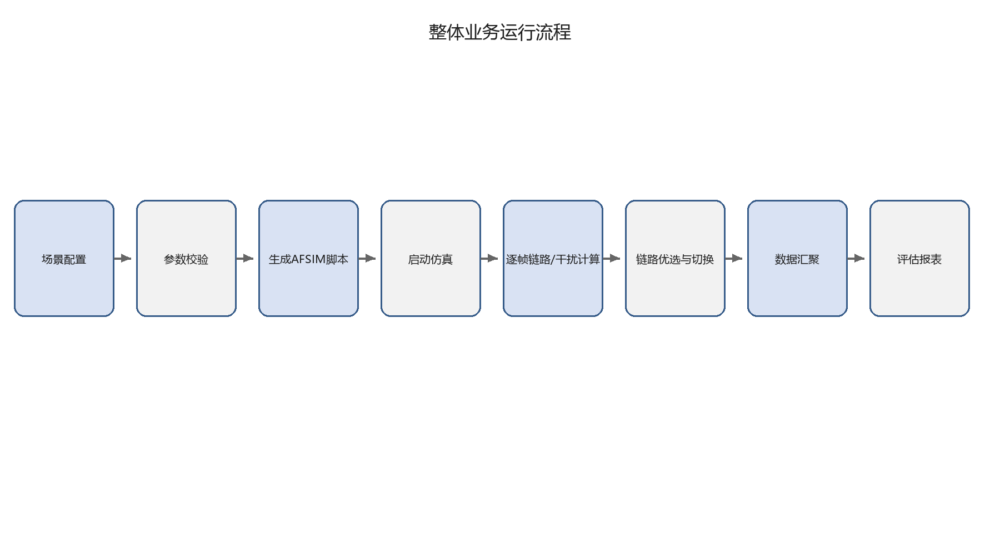 整体业务运行流程
场景配置
参数校验
生成AFSIM脚本
启动仿真
逐帧链路/干扰计算
链路优选与切换
数据汇聚
评估报表